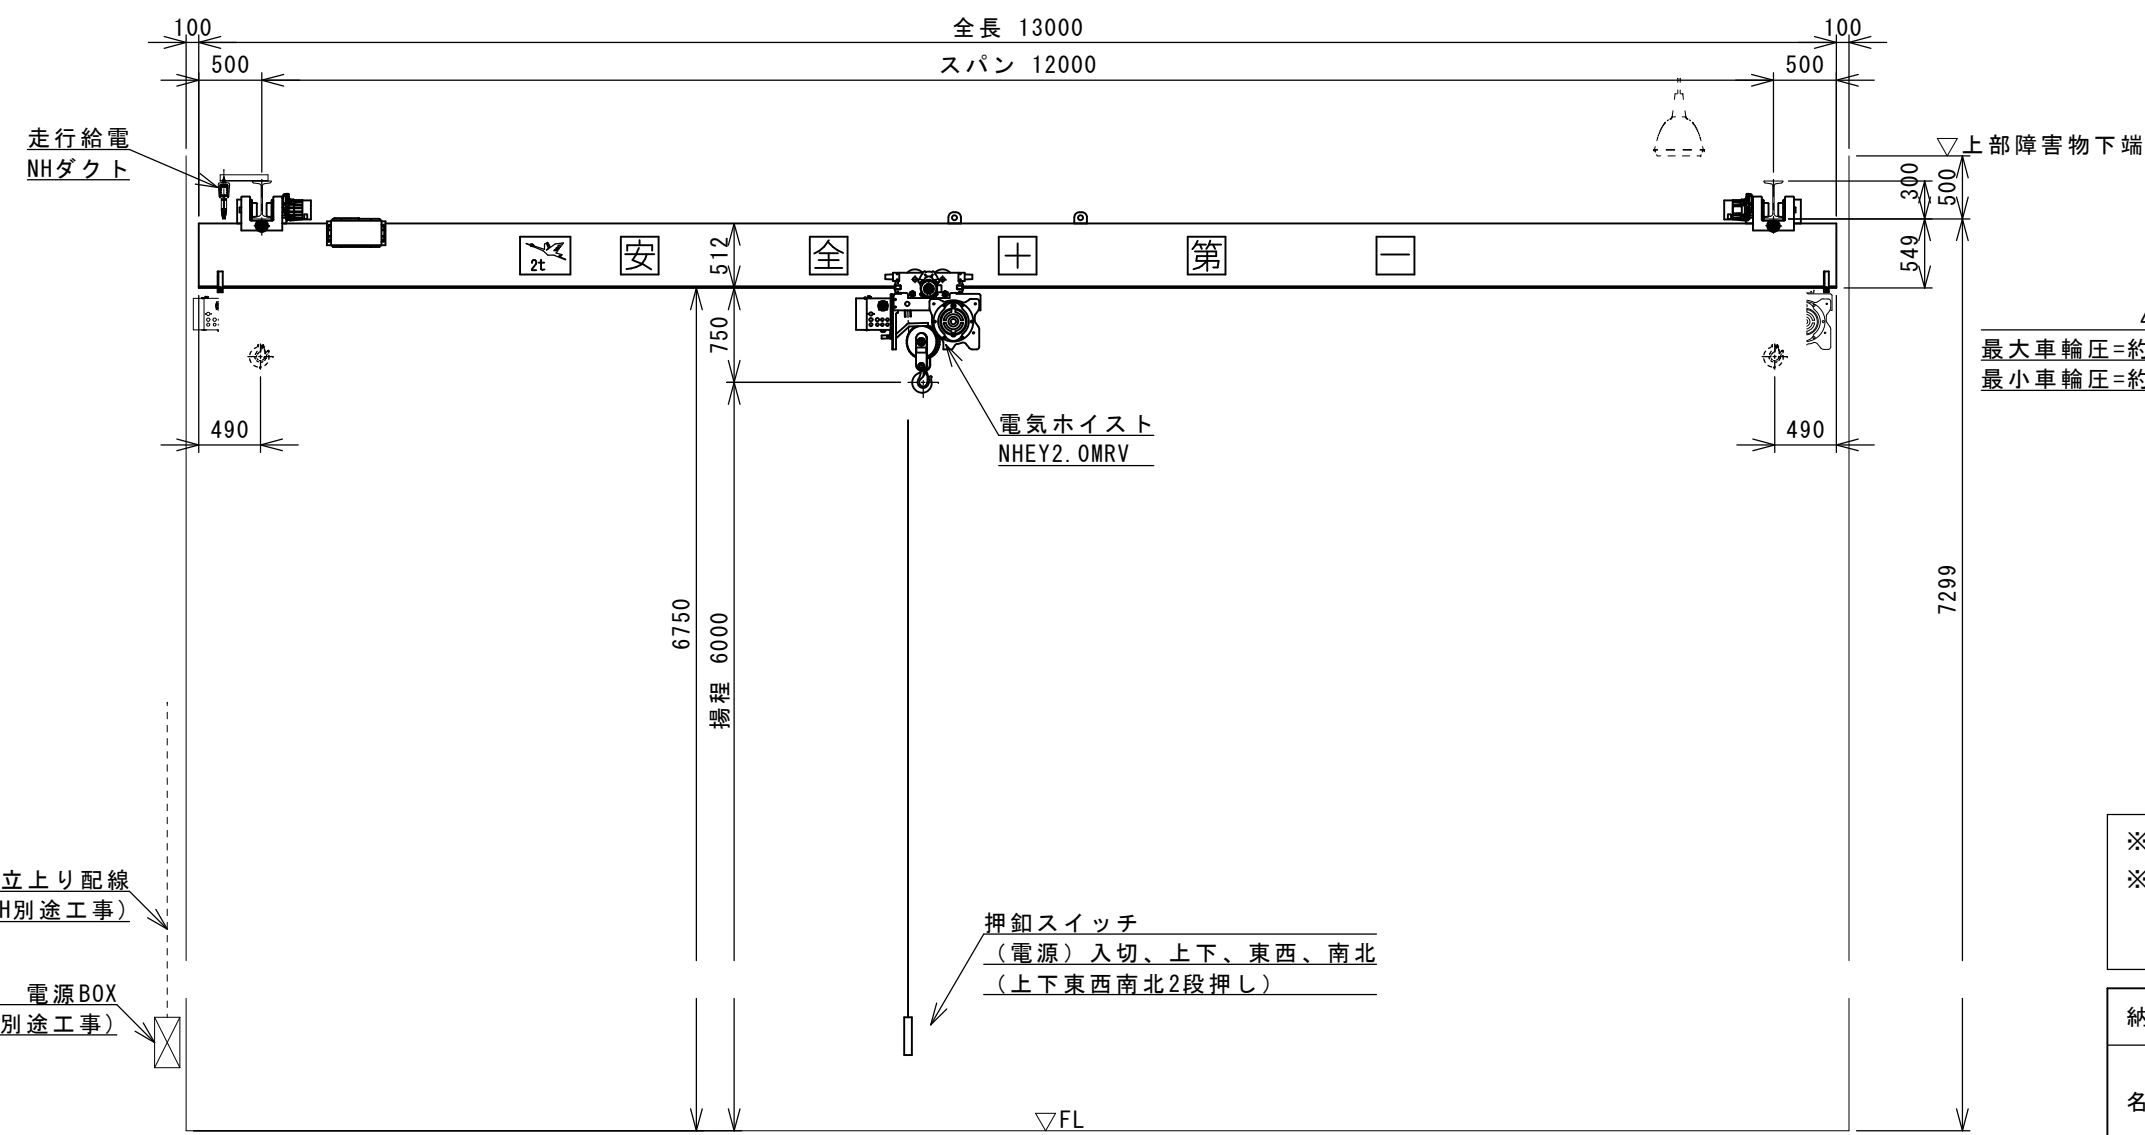 100
全長 13000
100
500
スパン 12000
500
走行給電
NHダクト
▽上部障害物下端
300
500
549
512
2t
安
全
十
第
一
750
最大車輪圧=約
最小車輪圧=約
490
電気ホイスト
NHEY2.0MRV
490
6750
揚程 6000
7299
※
※
立上り配線
H別途工事)
押釦スイッチ
(電源)入切、上下、東西、南北
(上下東西南北2段押し)
電源BOX
別途工事)
納
名
▽FL